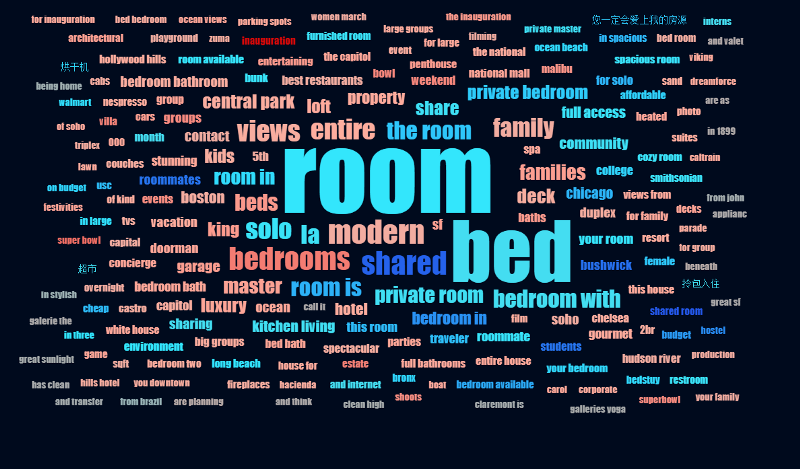 for inauguration bed bedroom ocean views parking spots women march the inauguration 您一定会爱上我的房源 interns
architectural playground zuma inauguration furnished room large groups filming private master in spacious bed room and valet
hollywood hills room available entertaining the capitol event for large the national ocean beach spacious room viking
烘干机 being home cabs bedroom bathroom bunk best restaurants bowl penthouse weekend national mall malibu for solo sand dreamforce
walmart nespresso group central park loft property share private bedroom affordable are as
of soho villa cars groups full access heated photo
triplex 000 month contact views entire the room family community suites in 1899
lawn couches stunning kids 5th room spa cozy room caltrain
on budget usc roommates room in families college smithsonian
festivities of kind events boston beds deck chicago views from from john
in large tvs vacation king solo la modern sf baths duplex for family decks applianc
super bowl capital doorman bed your room resort parade
超市 concierge garage bedrooms shared bushwick female for group beneath
in stylish overnight bedroom bath master room is private room bedroom with this house 拎包入住
cheap castro capitol luxury ocean call it hotel great sf
galerie the white house sharing kitchen living this room bedroom in film soho chelsea shared room
in three environment big groups bed bath spectacular parties traveler roommate gourmet 2br budget hostel
great sunlight game sqft bedroom two long beach house for estate full bathrooms entire house students hudson river production
has clean hills hotel you downtown fireplaces hacienda and internet bronx boat bedroom available your bedroom bedstuy restroom
and transfer from brazil are planning and think clean high shoots claremont is carol corporate galleries yoga superbowl your family